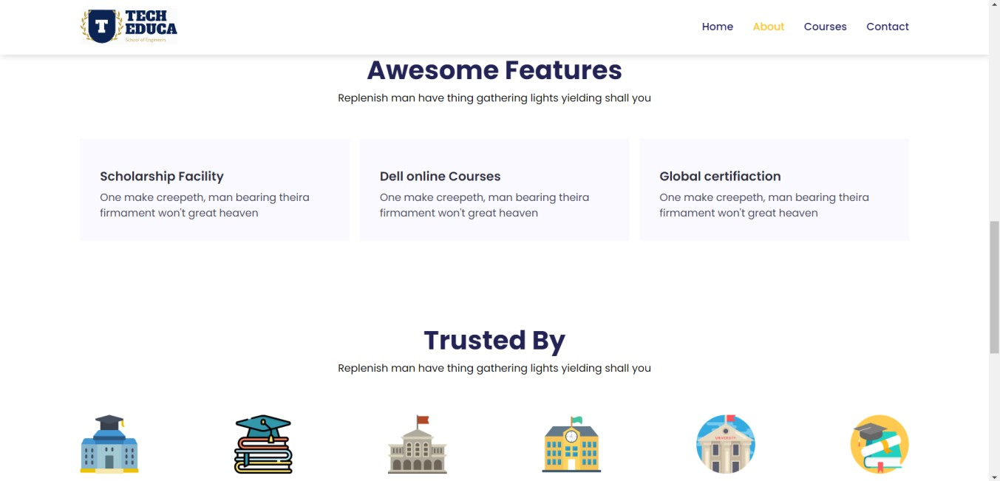 TECH
EDUCA
School of Engineers
Home About Courses Contact
Awesome Features
Replenish man have thing gathering lights yielding shall you
Scholarship Facility
One make creepeth, man bearing theira
firmament won't great heaven
Dell online Courses
One make creepeth, man bearing theira
firmament won't great heaven
Global certifiaction
One make creepeth, man bearing theira
firmament won't great heaven
Trusted By
Replenish man have thing gathering lights yielding shall you
UNIVERSITY